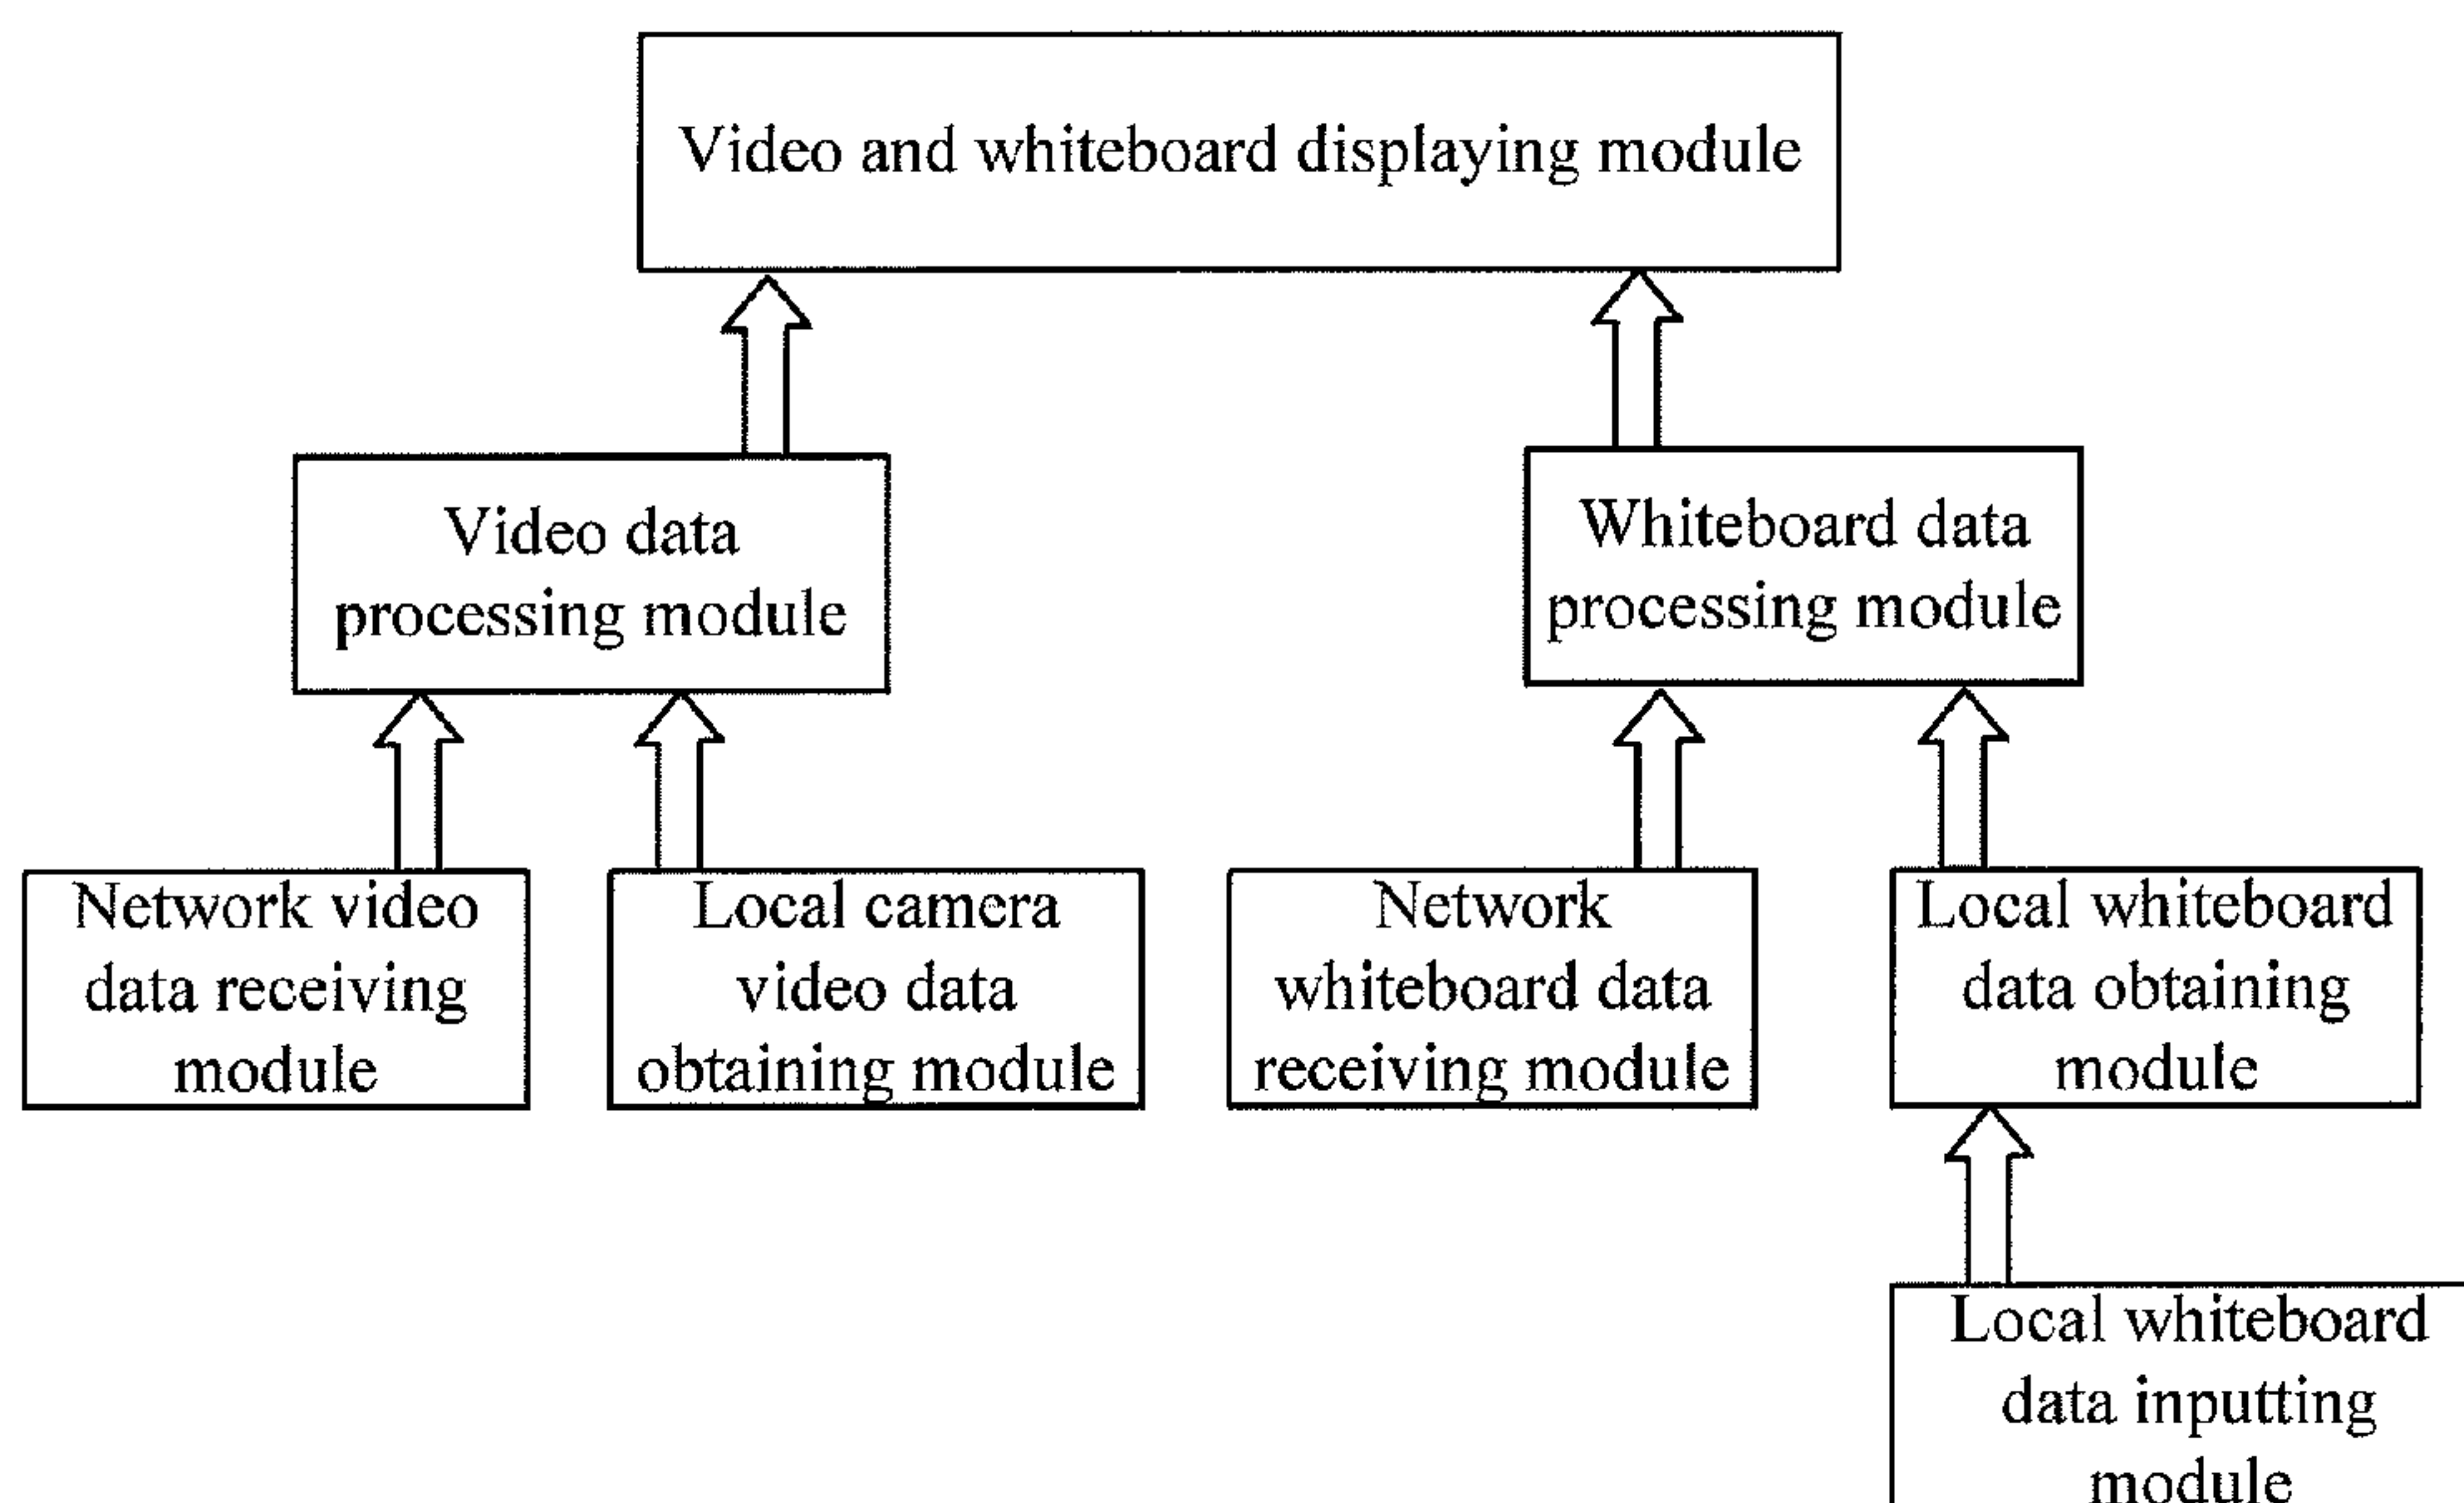 Video and whiteboard displaying module
Video data
processing module
Whiteboard data
processing module
Network video
data receiving
module
Local camera
video data
obtaining module
Network
whiteboard data
receiving module
Local whiteboard
data obtaining
module
Local whiteboard
data inputting
module